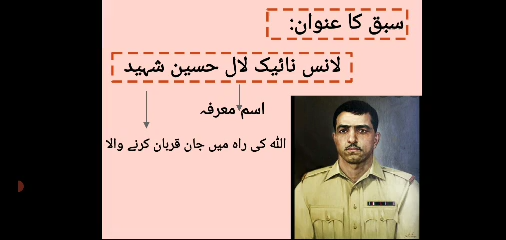 سبق کا عنوان:
لانس نائیک لال حسین شہید
اسم معرفہ
اللہ کی راہ میں جان قربان کرنے والا